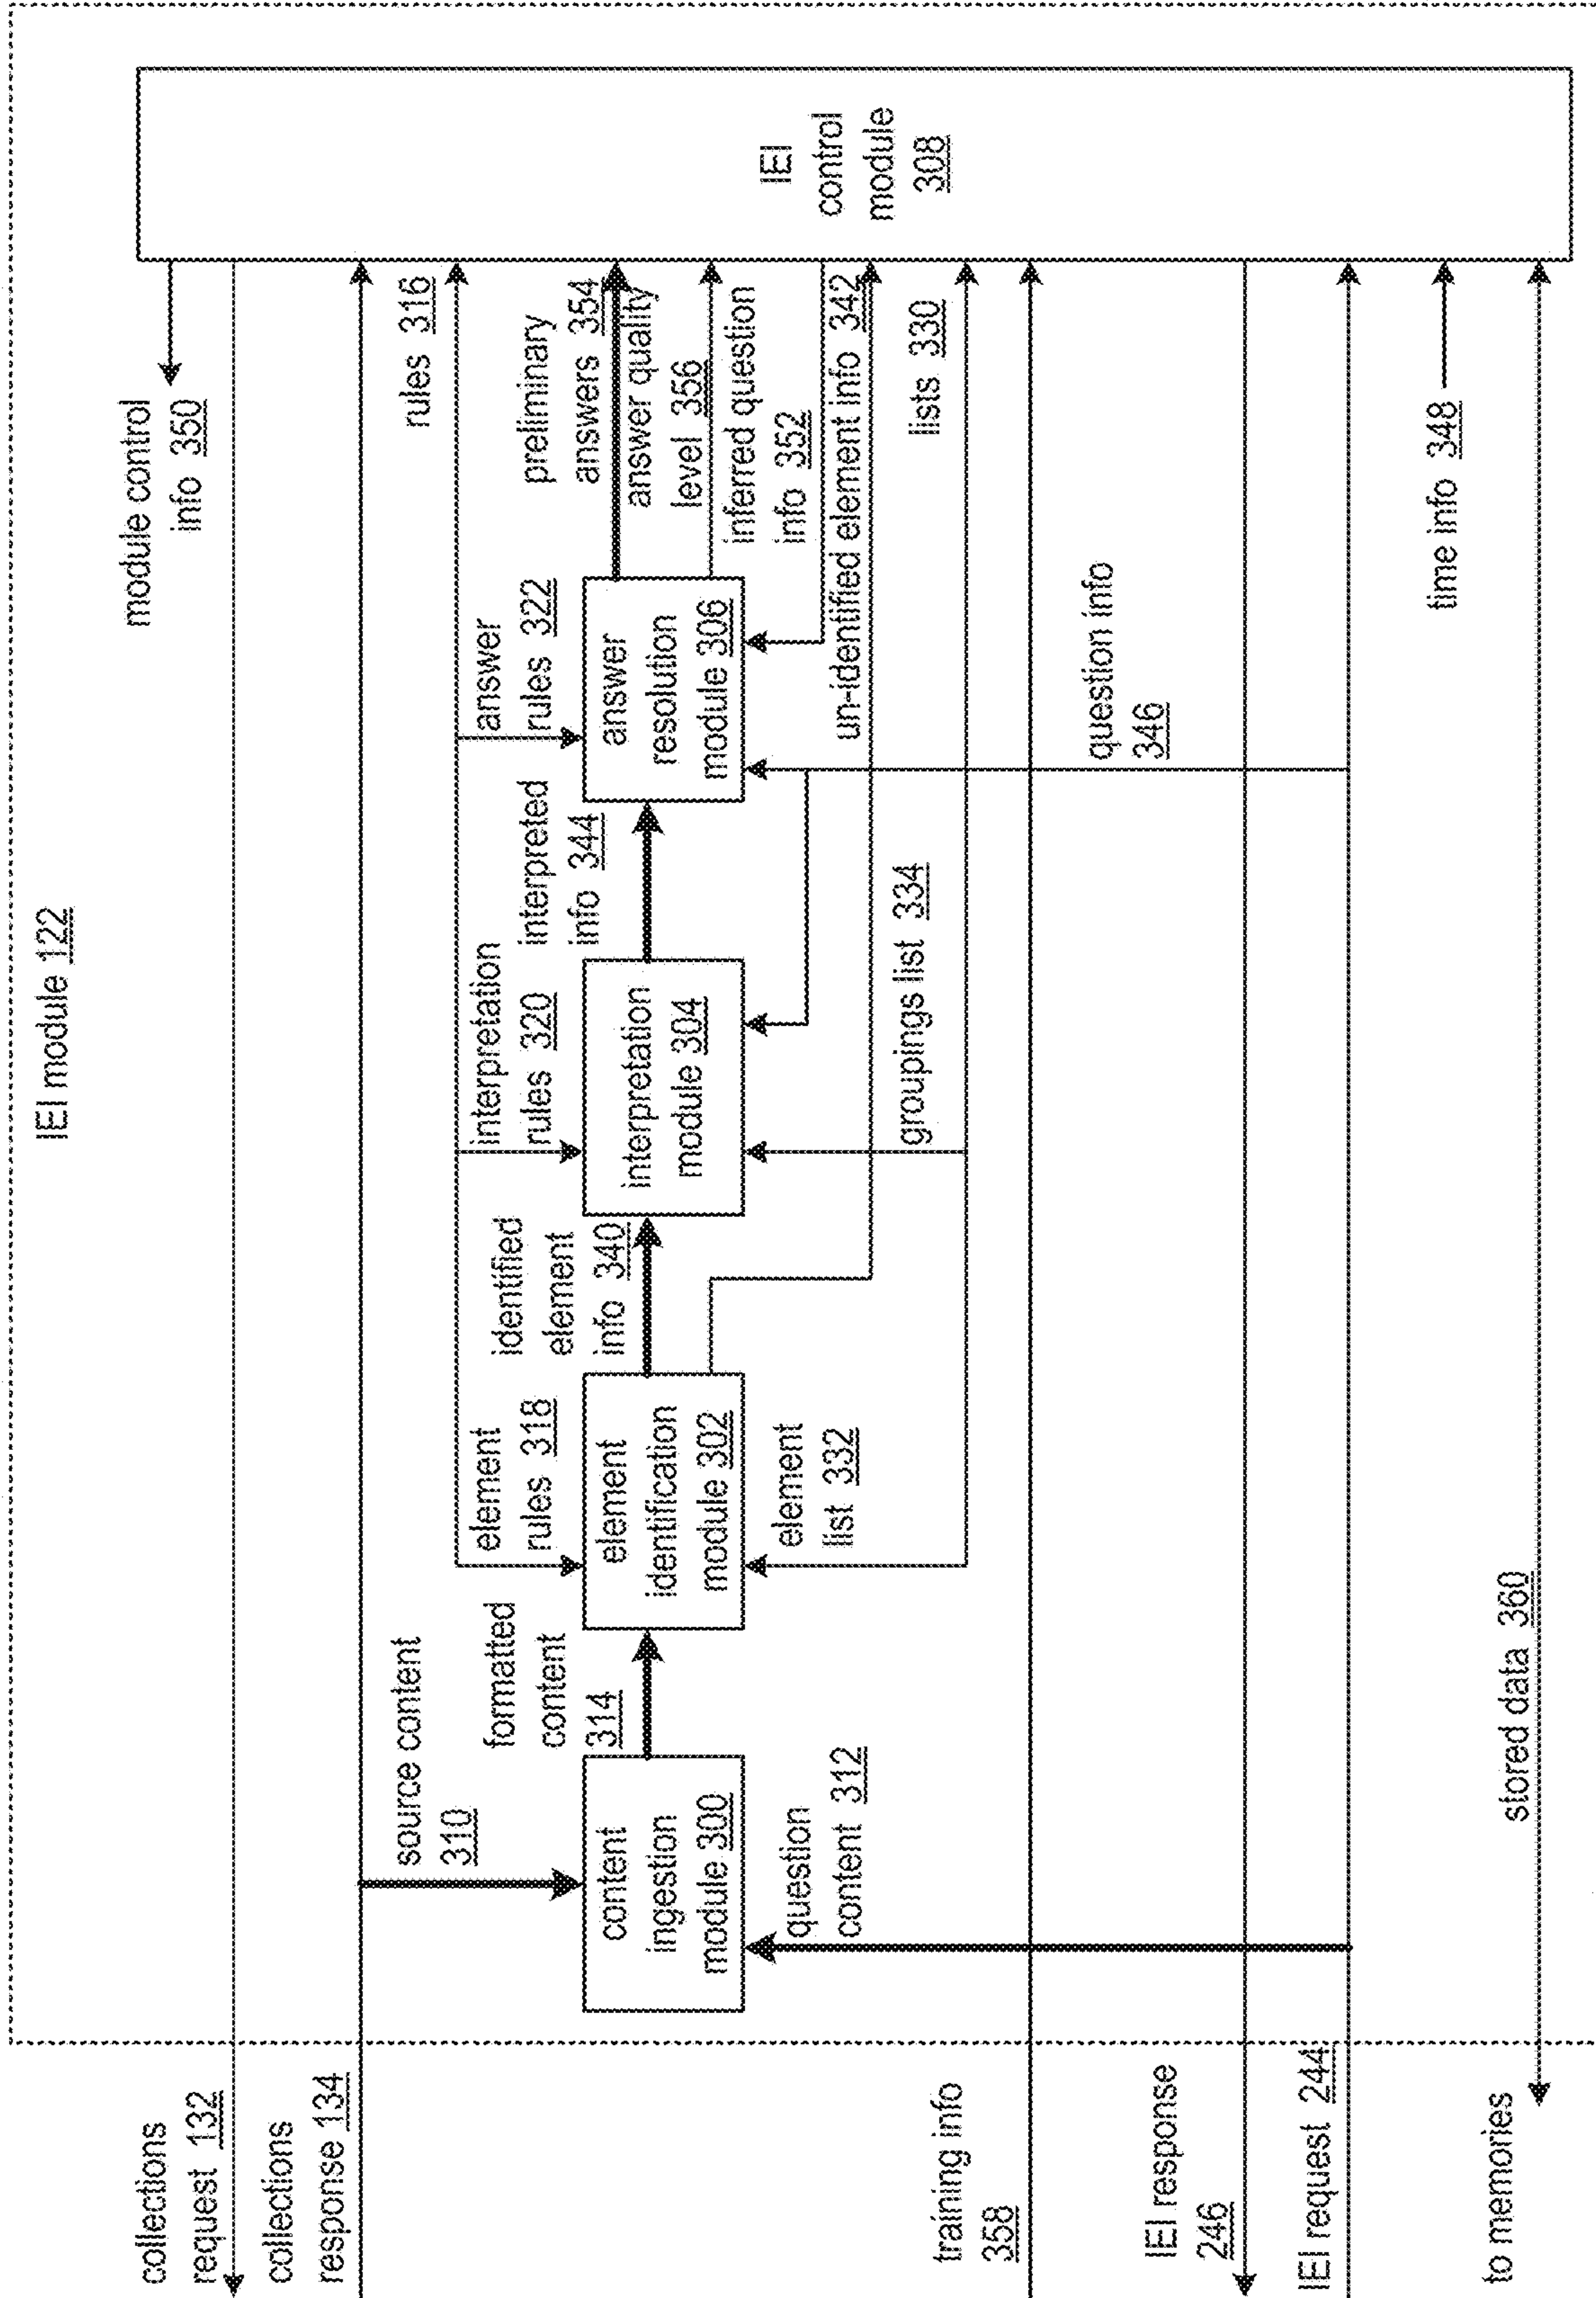 IEI module 122
collections
request 132
collections
response 134
module control
info 350
rules 316
source content
310
element
rules 318
interpretation
rules 320
answer
rules 322
formatted
content
314
identified
element
info 340
interpreted
info 344
preliminary
answers 354
answer quality
level 356
inferred question
info 352
un-identified element info 342
content
ingestion
module 300
element
identification
module 302
interpretation
module 304
answer
resolution
module 306
IEI
control
module
308
question
content 312
element
list 332
groupings list 334
lists 330
training info
358
question info
346
IEI response
246
IEI request 244
time info 348
stored data 360
to memories